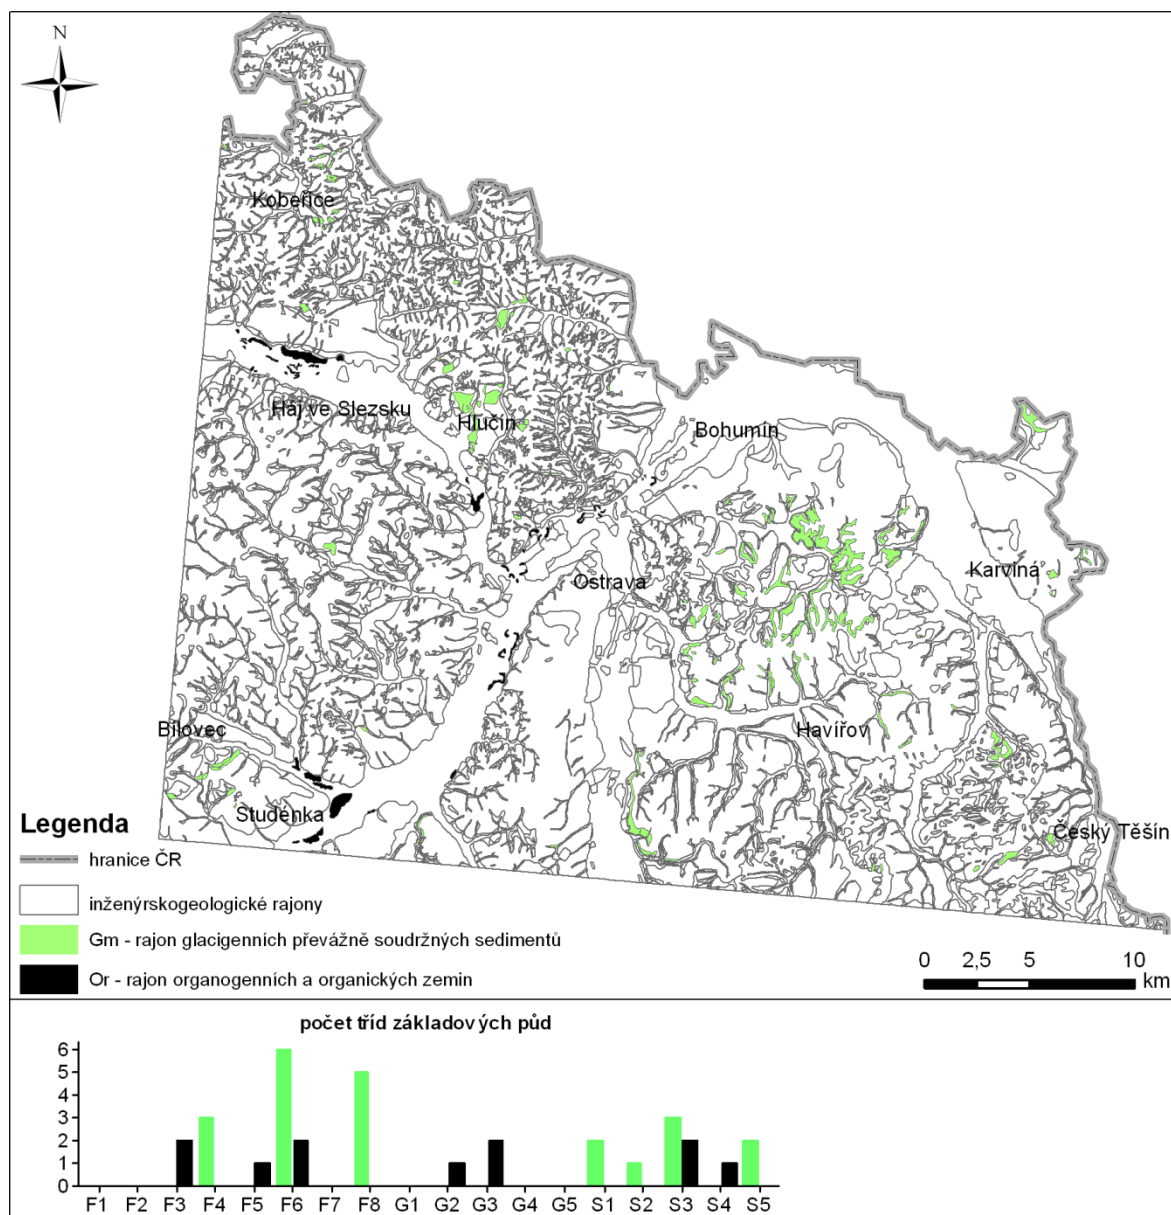 N
Kobeřice
Háj ve Slezsku
Hlučín
Bohumín
Ostrava
Karviná
Bílovec
Havířov
Studénka
Český Těšín
Legenda
hranice ČR
inženýrskogeologické rajony
Gm - rajon glacigenních převážně soudržných sedimentů
Or - rajon organogenních a organických zemin
0 2,5 5 10
km
počet tříd základových půd
6
5
4
3
2
1
0
F1 F2 F3 F4 F5 F6 F7 F8 G1 G2 G3 G4 G5 S1 S2 S3 S4 S5